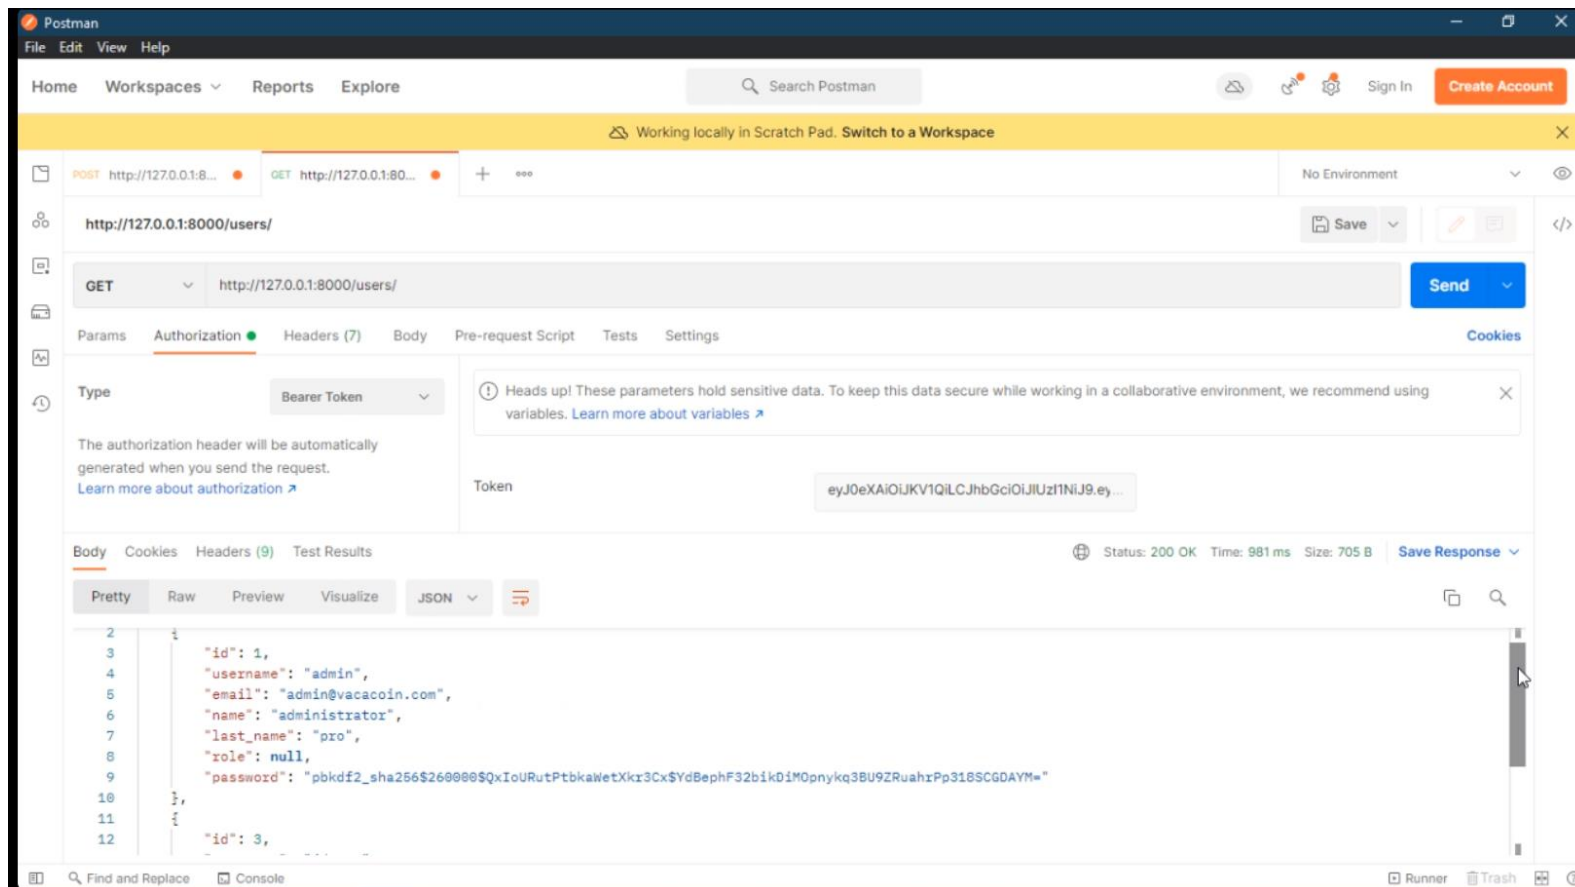 Postman
File Edit View Help
Home Workspaces Reports Explore Search Postman Sign In Create Account
Working locally in Scratch Pad. Switch to a Workspace
POST http://127.0.0.1:8... GET http://127.0.0.1:80... No Environment
http://127.0.0.1:8000/users/ Save
GET http://127.0.0.1:8000/users/ Send
Params Authorization Headers (7) Body Pre-request Script Tests Settings Cookies
Type Bearer Token
Heads up! These parameters hold sensitive data. To keep this data secure while working in a collaborative environment, we recommend using
variables. Learn more about variables
The authorization header will be automatically
generated when you send the request.
Learn more about authorization
Token eyJ0eXAiOiJKV1QiLCJhbGciOiJIUzI1NiJ9.ey...
Body Cookies Headers (9) Test Results Status: 200 OK Time: 981 ms Size: 705 B Save Response
Pretty Raw Preview Visualize JSON
2 {
3 "id": 1,
4 "username": "admin",
5 "email": "admin@vacacoin.com",
6 "name": "administrator",
7 "last_name": "pro",
8 "role": null,
9 "password": "pbkdf2_sha256$260000$QxIoURutPtbkaWetXkr3Cx$YdBephF32bikDiMOpnykq3BU9ZRuahrPp318SCGDAYM="
10 },
11 {
12 "id": 3,
Find and Replace Console Runner Trash